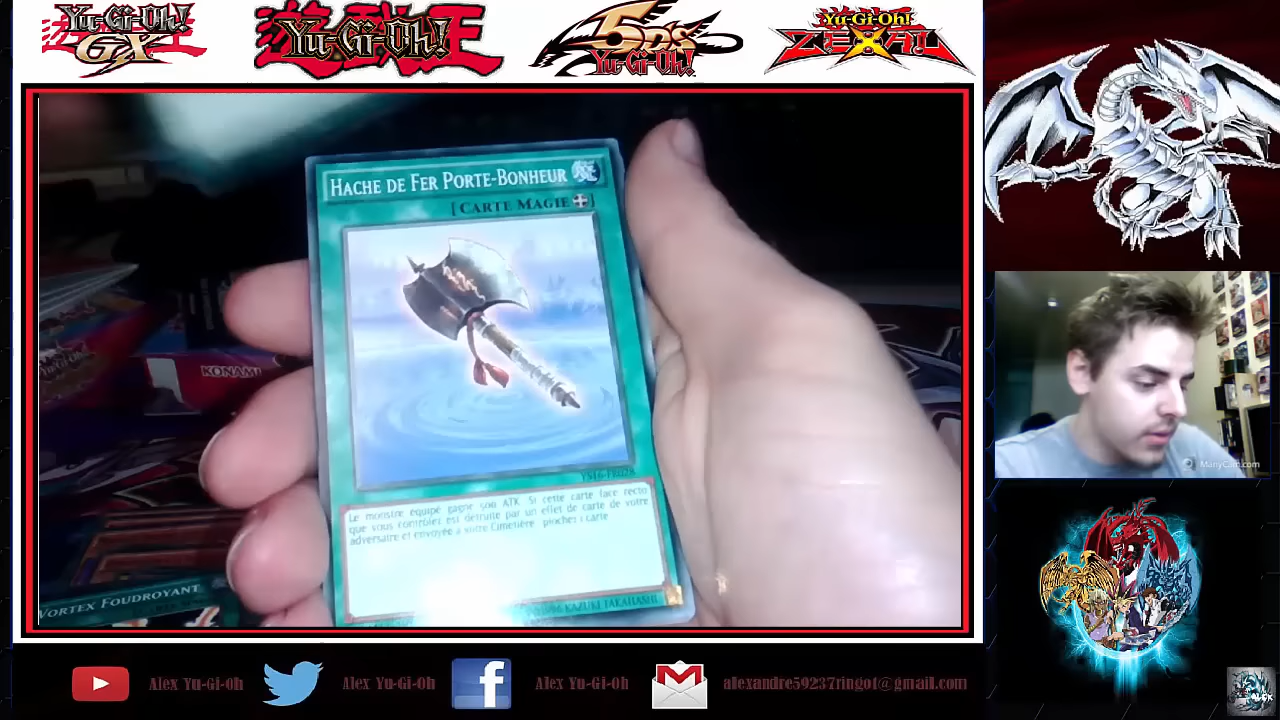 Yu-Gi-Oh!
GX
Yu-Gi-Oh!
5D's
Yu-Gi-Oh!
Yu-Gi-Oh!
ZEXAL
HACHE DE FER PORTE-BONHEUR
[CARTE MAGIE]
KONAMI
Le monstre équipé gagne 500 ATK. Si cette carte face recto
que vous contrôlez est détruite par un effet de carte de votre
adversaire et envoyée à votre Cimetière: piochez 1 carte
KAZUKI TAKAHASHI
VORTEX FOUDROYANT
ManyCam.com
Alex Yu-Gi-Oh
Alex Yu-Gi-Oh
Alex Yu-Gi-Oh
alexandre59237ringot@gmail.com
ALEX